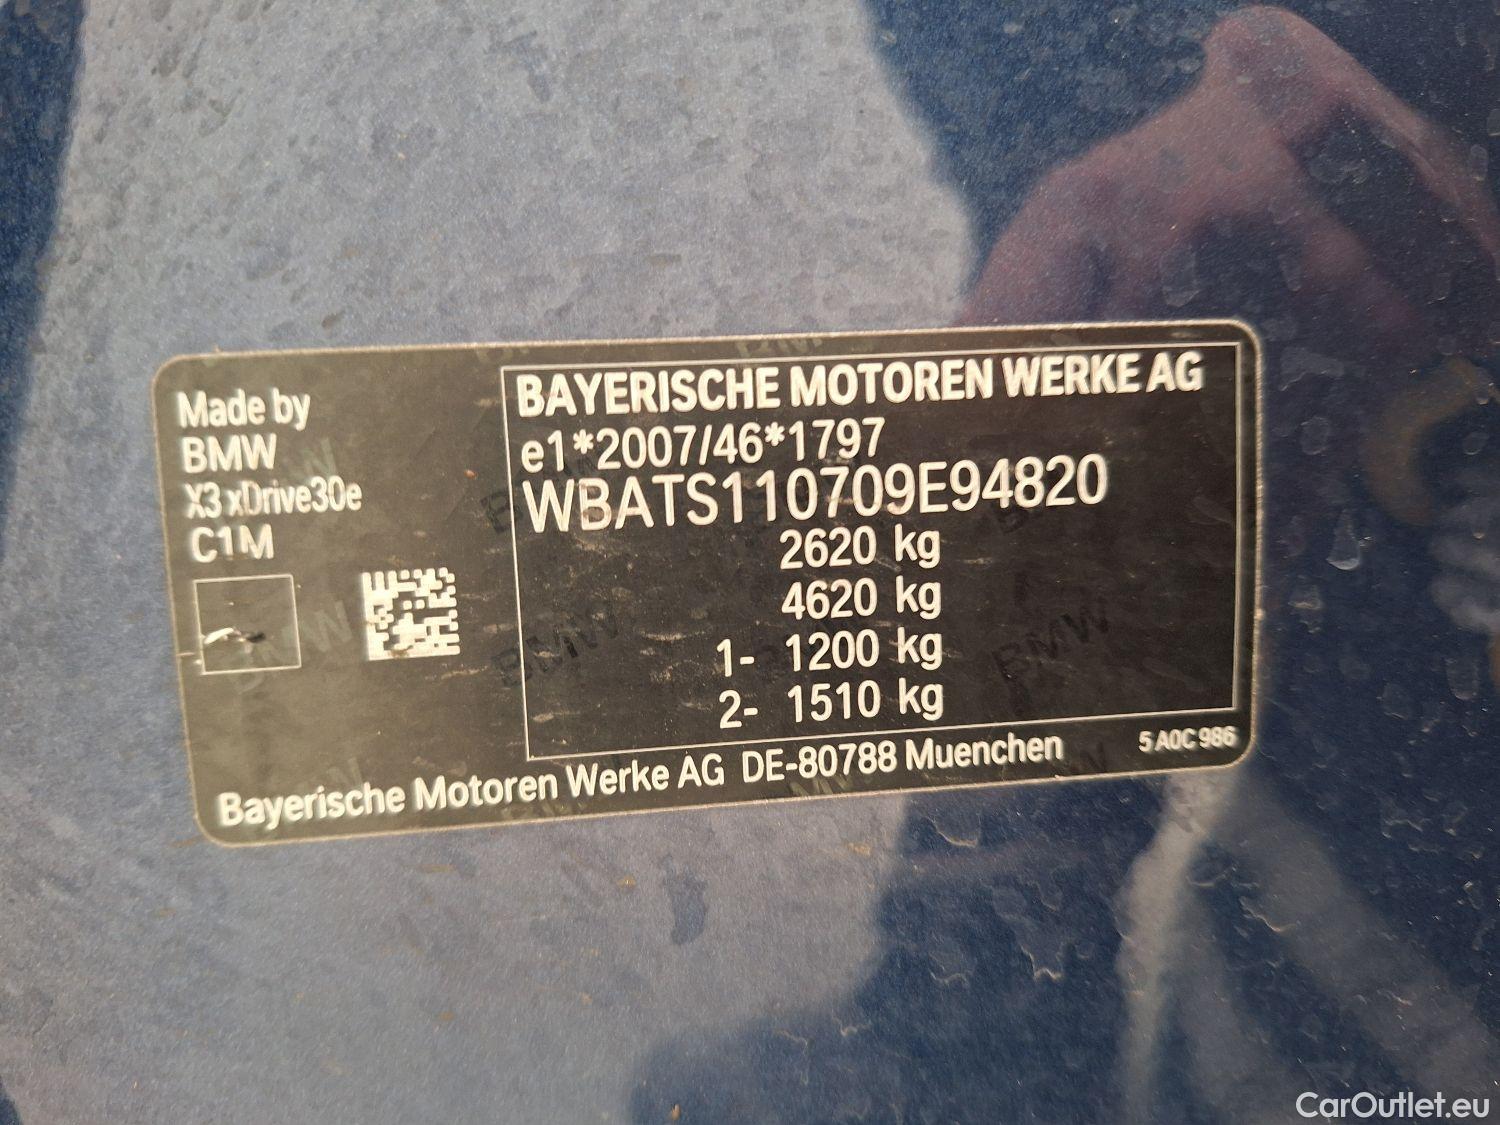 Made by
BMW
X3 xDrive30e
C1M
BAYERISCHE MOTOREN WERKE AG
e1*2007/46*1797
WBATS110709E94820
2620 kg
4620 kg
1- 1200 kg
2- 1510 kg
Bayerische Motoren Werke AG DE-80788 Muenchen
5 A0C 986
CarOutlet.eu